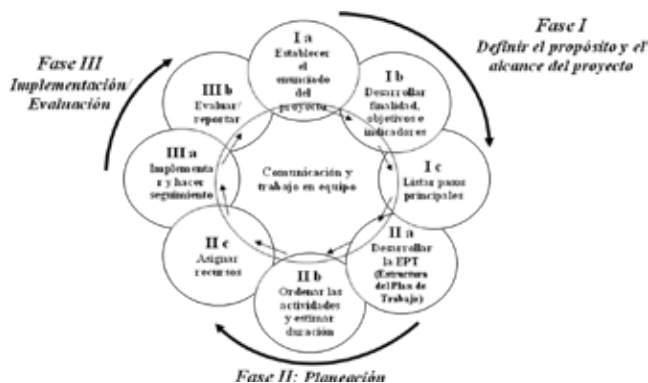 Fase I
Definir el propósito y el
alcance del proyecto
I a
Establecer
el
enunciado del
proyecto
I b
Desarrollar
finalidad,
objetivos e
indicadores
I c
Listar pasos
principales
II a
Desarrollar
la EPT
(Estructura
del Plan de
Trabajo)
II b
Ordenar las
actividades
y estimar
duración
II c
Asignar
recursos
III a
Implementa
r y hacer
seguimiento
III b
Evaluar/
reportar
Comunicación y
trabajo en equipo
Fase III
Implementación/
Evaluación
Fase II: Planeación